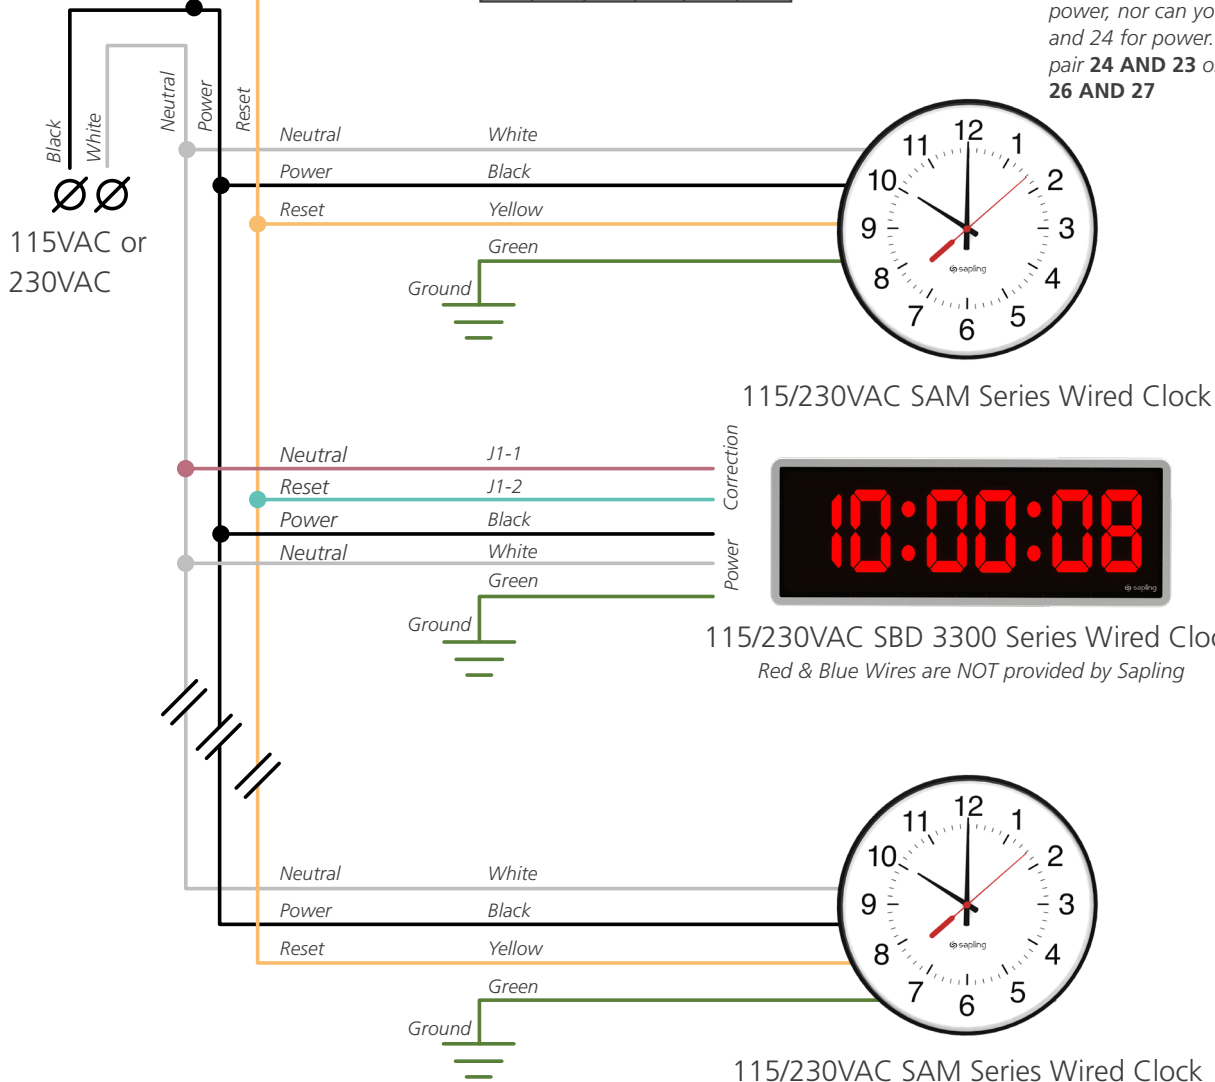 power, nor can yo
and 24 for power.
pair 24 AND 23 o
26 AND 27
Black
White
Neutral
Power
Reset
115VAC or
230VAC
Neutral White
Power Black
Reset Yellow
Green
Ground
12
1
2
3
4
5
6
7
8
9
10
11
sapling
115/230VAC SAM Series Wired Clock
Neutral J1-1
Reset J1-2
Power Black
Neutral White
Green
Ground
Correction
Power
10:00:08
sapling
115/230VAC SBD 3300 Series Wired Cloc
Red & Blue Wires are NOT provided by Sapling
Neutral White
Power Black
Reset Yellow
Green
Ground
12
1
2
3
4
5
6
7
8
9
10
11
sapling
115/230VAC SAM Series Wired Clock